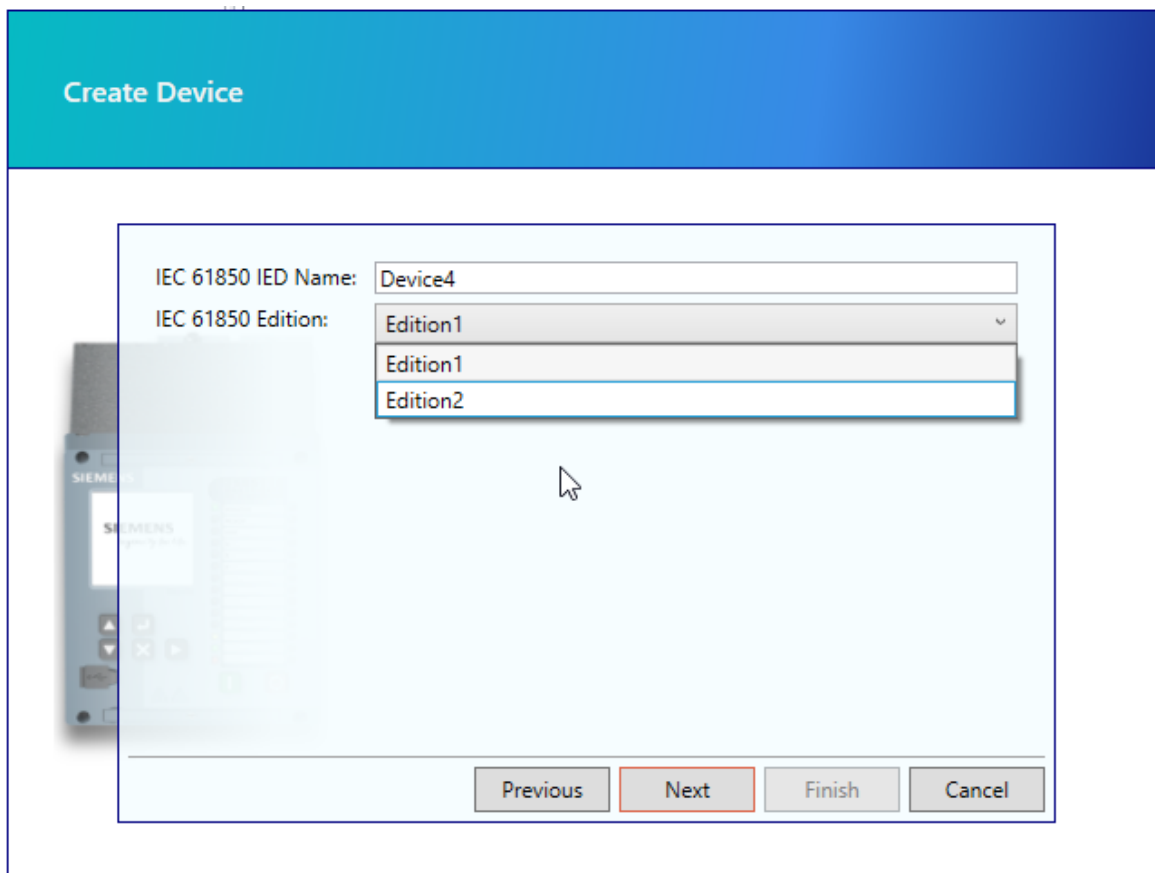 Create Device
IEC 61850 IED Name: Device4
IEC 61850 Edition: Edition1
Edition1
Edition2
SIEMENS
SIEMENS
Previous Next Finish Cancel